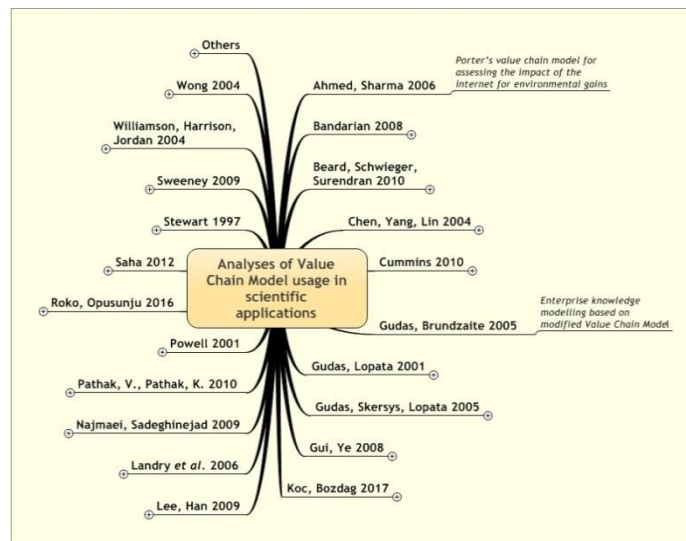 Others
Wong 2004
Williamson, Harrison,
Jordan 2004
Sweeney 2009
Stewart 1997
Saha 2012
Roko, Opusunju 2016
Powell 2001
Pathak, V., Pathak, K. 2010
Najmaei, Sadeghinejad 2009
Landry et al. 2006
Lee, Han 2009
Analyses of Value
Chain Model usage in
scientific
applications
Ahmed, Sharma 2006
Porter's value chain model for
assessing the impact of the
internet for environmental gains
Bandarian 2008
Beard, Schwieger,
Surendran 2010
Chen, Yang, Lin 2004
Cummins 2010
Gudas, Brundzaite 2005
Enterprise knowledge
modelling based on
modified Value Chain Model
Gudas, Lopata 2001
Gudas, Skersys, Lopata 2005
Gui, Ye 2008
Koc, Bozdag 2017